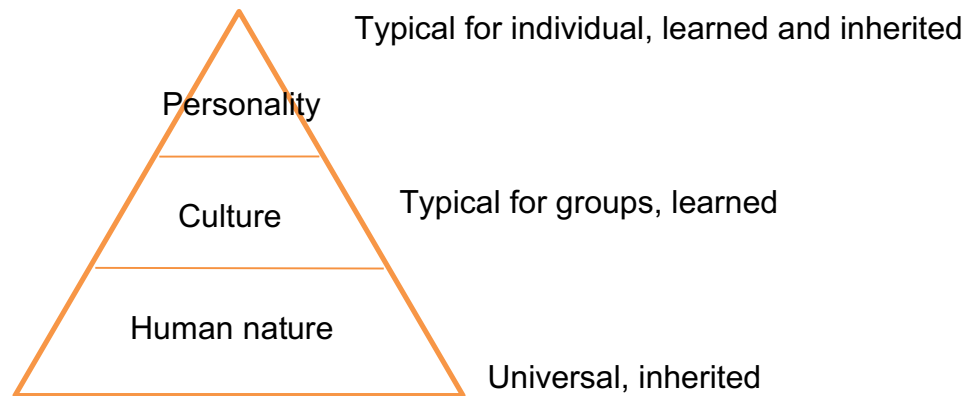 Typical for individual, learned and inherited
Personality
Typical for groups, learned
Culture
Human nature
Universal, inherited